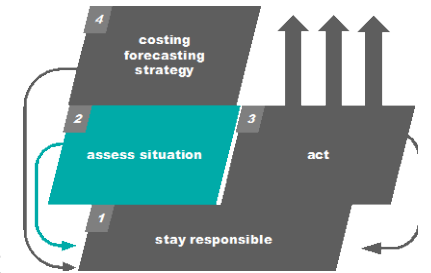 4
costing
forecasting
strategy
2
assess situation
3
act
1
stay responsible